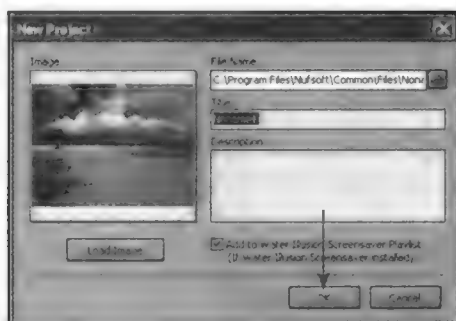 New Project
Image
File Name
C:\Program Files\Nufsoft\Common\Files\Nonv
Title
Description
Load Image
Add to Water Illusion Screensaver Playlist
(If Water Illusion Screensaver installed)
OK
Cancel